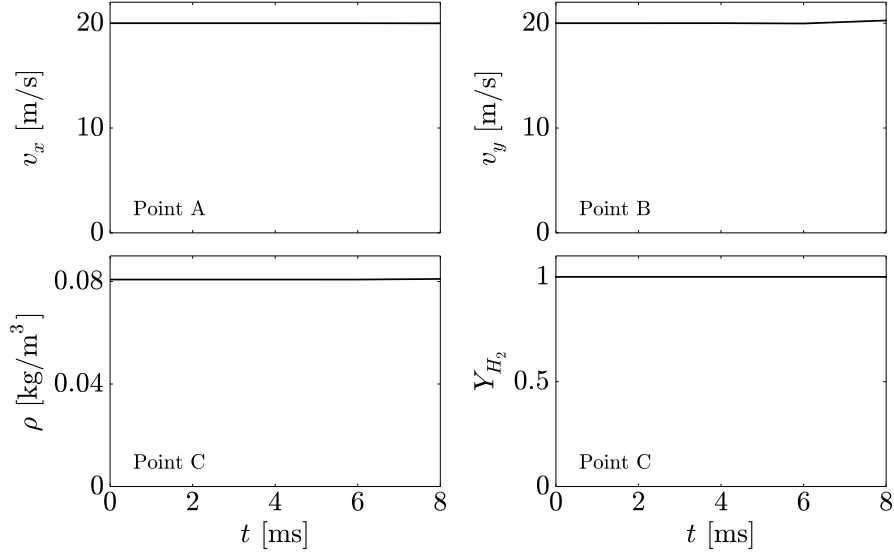 20
10
0
v_x [m/s]
Point A
20
10
0
v_y [m/s]
Point B
0.08
0.04
0
ρ [kg/m³]
Point C
0 2 4 6 8
t [ms]
1
0.5
0
Y_{H_2}
Point C
0 2 4 6 8
t [ms]